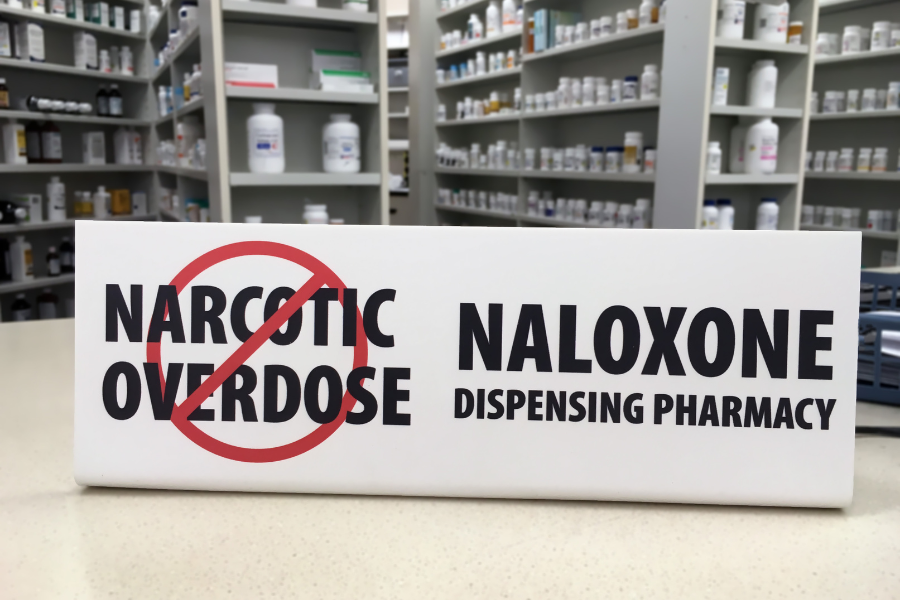 NARCOTIC
OVERDOSE
NALOXONE
DISPENSING PHARMACY